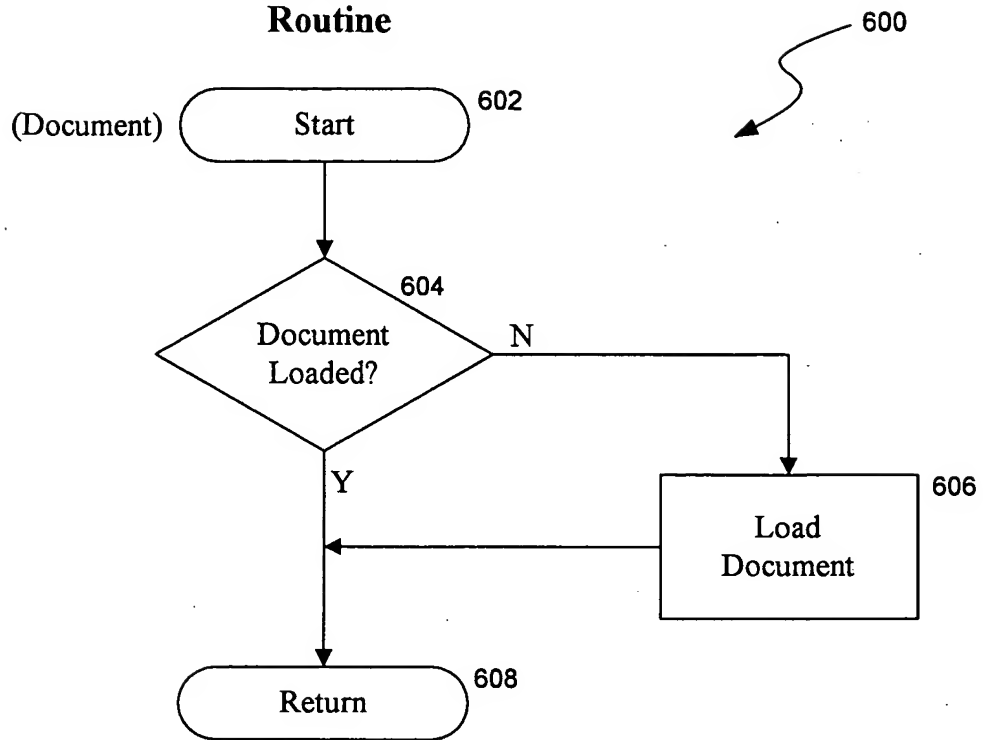 Routine
600
602
(Document)
Start
604
Document
Loaded?
N
Y
606
Load
Document
608
Return